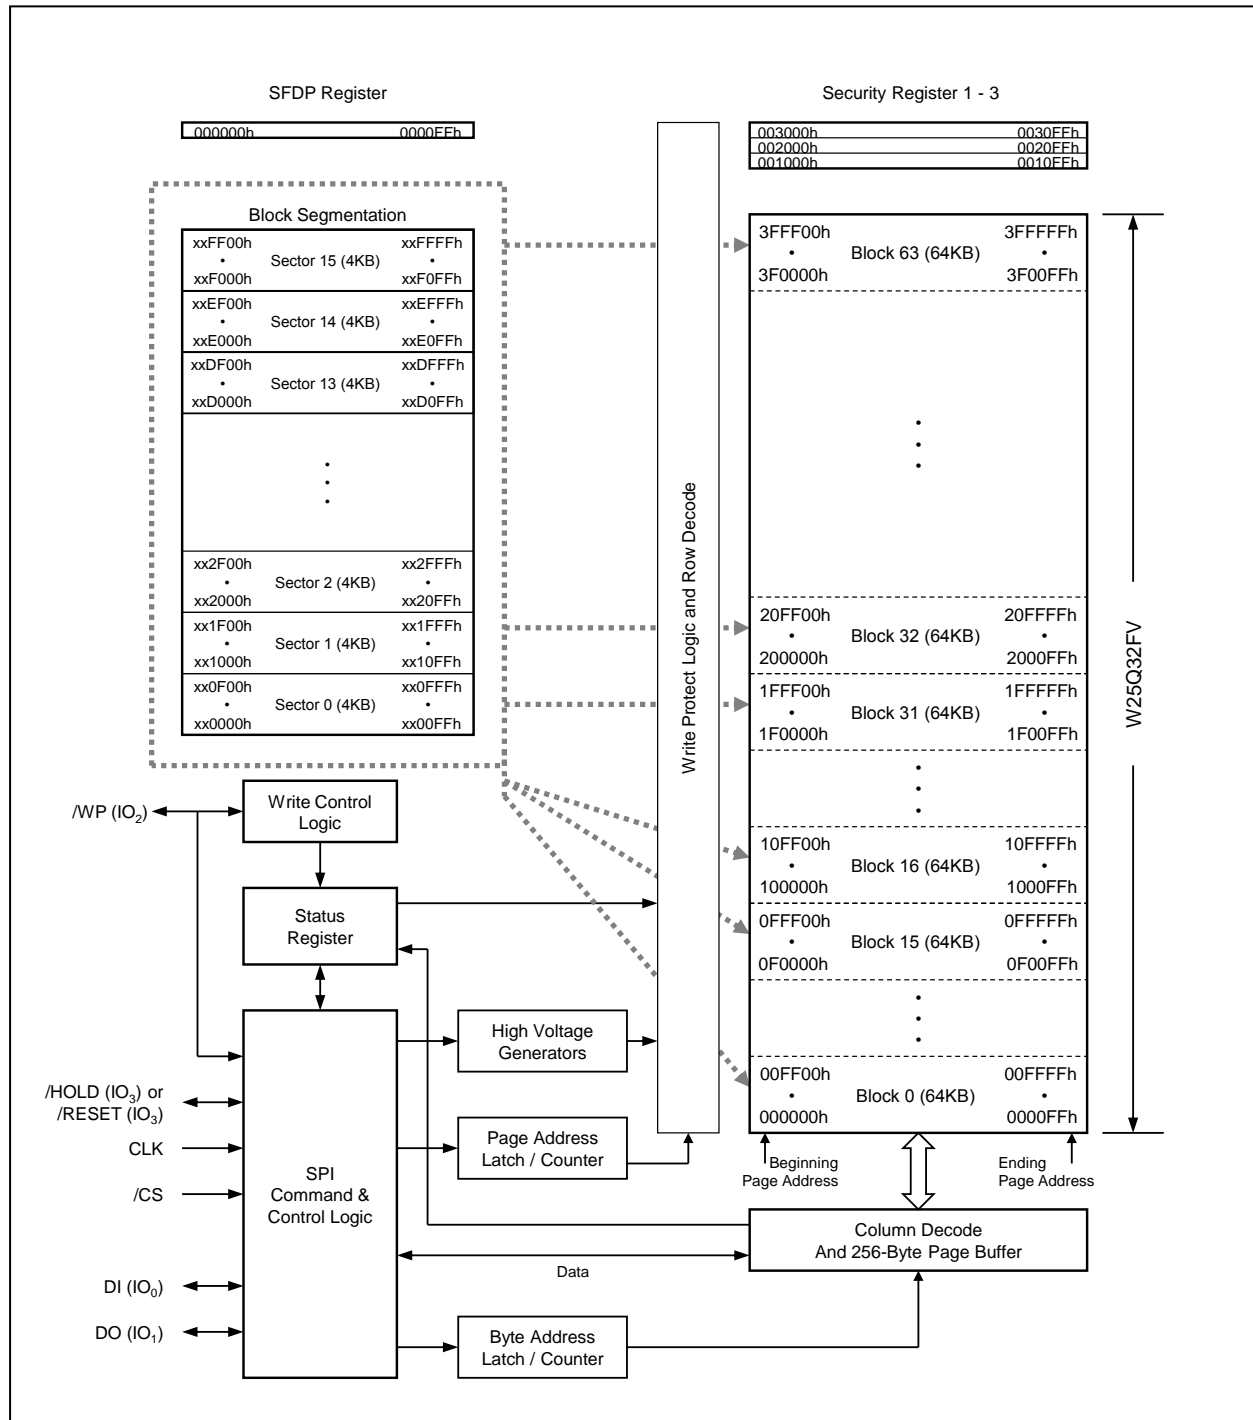 SFDP Register
000000h 0000FFh
Security Register 1 - 3
003000h 0030FFh
002000h 0020FFh
001000h 0010FFh
Block Segmentation
xxFF00h xxFFFFh
• Sector 15 (4KB) •
xxF000h xxF0FFh
xxEF00h xxEFFFh
• Sector 14 (4KB) •
xxE000h xxE0FFh
xxDF00h xxDFFFh
• Sector 13 (4KB) •
xxD000h xxD0FFh
xx2F00h xx2FFFh
• Sector 2 (4KB) •
xx2000h xx20FFh
xx1F00h xx1FFFh
• Sector 1 (4KB) •
xx1000h xx10FFh
xx0F00h xx0FFFh
• Sector 0 (4KB) •
xx0000h xx00FFh
Write Protect Logic and Row Decode
3FFF00h 3FFFFFh
• Block 63 (64KB) •
3F0000h 3F00FFh
20FF00h 20FFFFh
• Block 32 (64KB) •
200000h 2000FFh
1FFF00h 1FFFFFh
• Block 31 (64KB) •
1F0000h 1F00FFh
10FF00h 10FFFFh
• Block 16 (64KB) •
100000h 1000FFh
0FFF00h 0FFFFFh
• Block 15 (64KB) •
0F0000h 0F00FFh
00FF00h 00FFFFh
• Block 0 (64KB) •
000000h 0000FFh
W25Q32FV
Beginning
Page Address
Ending
Page Address
/WP (IO2)
Write Control
Logic
Status
Register
High Voltage
Generators
/HOLD (IO3) or
/RESET (IO3)
CLK
/CS
SPI
Command &
Control Logic
Page Address
Latch / Counter
Column Decode
And 256-Byte Page Buffer
Data
DI (IO0)
DO (IO1)
Byte Address
Latch / Counter